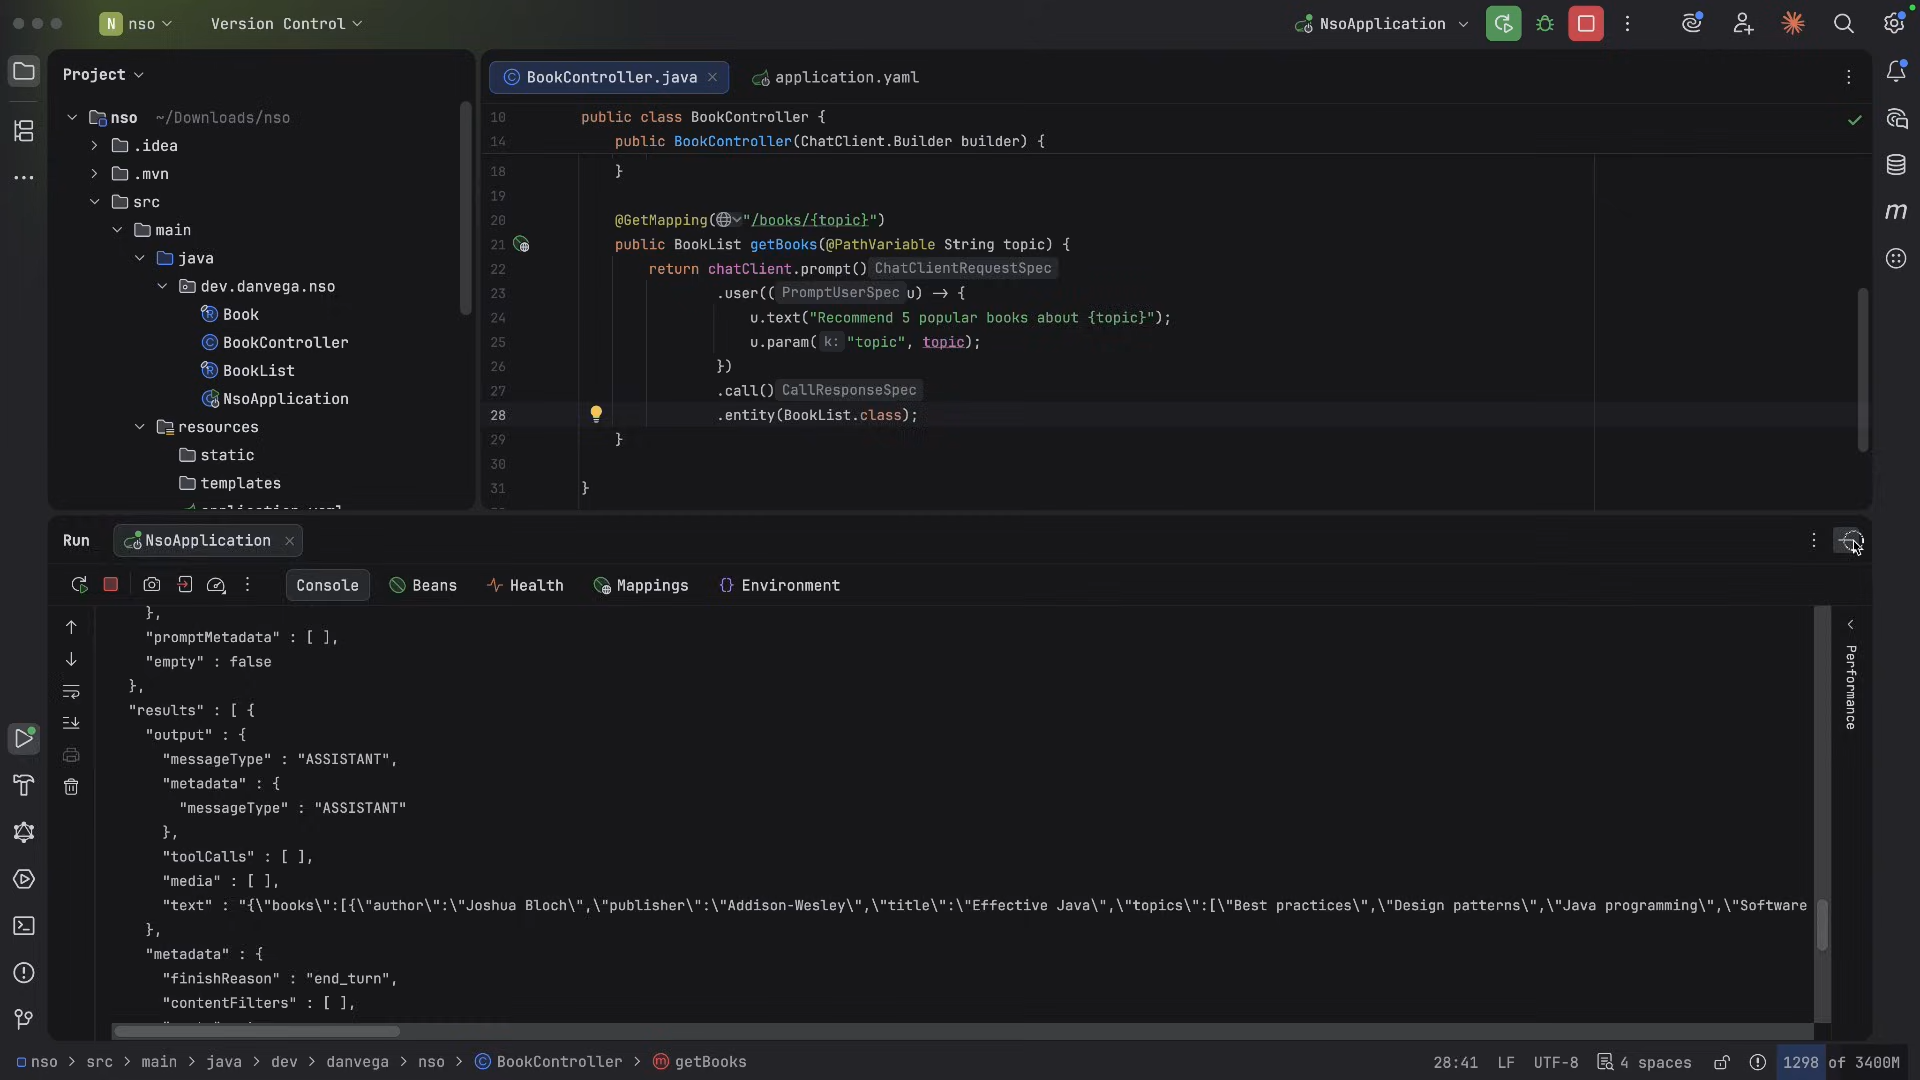 N nso
Version Control
NsoApplication
Project
BookController.java
application.yaml
nso ~/Downloads/nso
.idea
.mvn
src
main
java
dev.danvega.nso
Book
BookController
BookList
NsoApplication
resources
static
templates
10 public class BookController {
14 public BookController(ChatClient.Builder builder) {
18 }
19
20 @GetMapping("/books/{topic}")
21 public BookList getBooks(@PathVariable String topic) {
22 return chatClient.prompt() ChatClientRequestSpec
23 .user(( PromptUserSpec u) → {
24 u.text("Recommend 5 popular books about {topic}");
25 u.param( k: "topic", topic);
26 })
27 .call() CallResponseSpec
28 .entity(BookList.class);
29 }
30
31 }
Run
NsoApplication
Console
Beans
Health
Mappings
Environment
},
"promptMetadata" : [ ],
"empty" : false
},
"results" : [ {
"output" : {
"messageType" : "ASSISTANT",
"metadata" : {
"messageType" : "ASSISTANT"
},
"toolCalls" : [ ],
"media" : [ ],
"text" : "{\"books\":[{\"author\":\"Joshua Bloch\",\"publisher\":\"Addison-Wesley\",\"title\":\"Effective Java\",\"topics\":[\"Best practices\",\"Design patterns\",\"Java programming\",\"Software
},
"metadata" : {
"finishReason" : "end_turn",
"contentFilters" : [ ],
Performance
nso > src > main > java > dev > danvega > nso > BookController > getBooks
28:41 LF UTF-8 4 spaces 1298 of 3400M